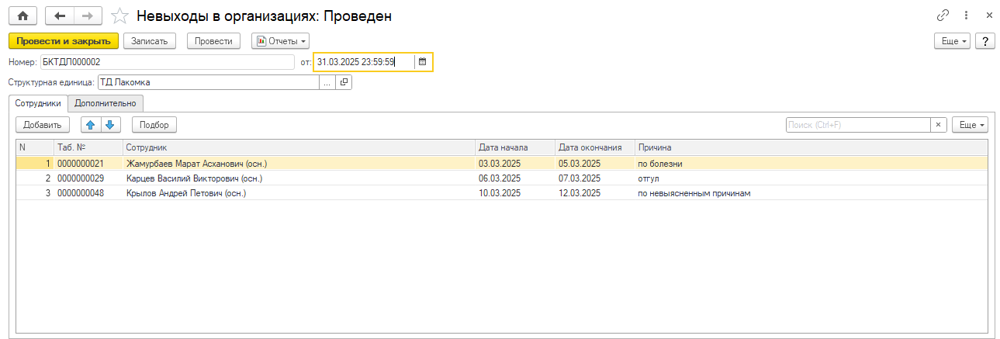 Невыходы в организациях: Проведен
Провести и закрыть Записать Провести Отчеты Еще ?
Номер: БКТДЛ000002 от: 31.03.2025 23:59:59
Структурная единица: ТД Лакомка ...
Сотрудники Дополнительно
Добавить Подбор Поиск (Ctrl+F) × Еще
N Таб. № Сотрудник Дата начала Дата окончания Причина
1 0000000021 Жамурбаев Марат Асханович (осн.) 03.03.2025 05.03.2025 по болезни
2 0000000029 Карцев Василий Викторович (осн.) 06.03.2025 07.03.2025 отгул
3 0000000048 Крылов Андрей Петович (осн.) 10.03.2025 12.03.2025 по невыясненным причинам